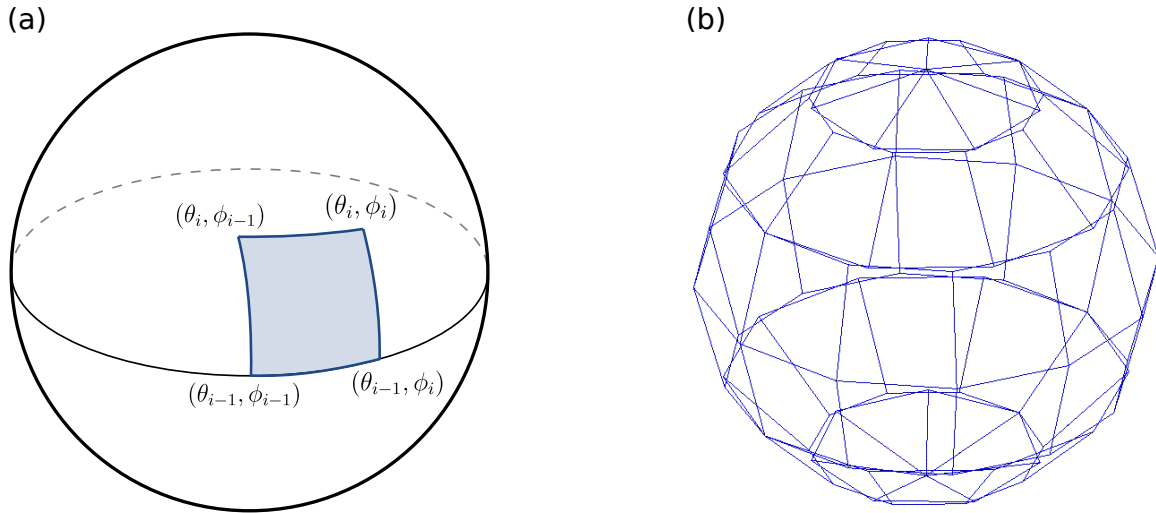 (a)
(b)
(θ_i, ϕ_{i−1})
(θ_i, ϕ_i)
(θ_{i−1}, ϕ_{i−1})
(θ_{i−1}, ϕ_i)